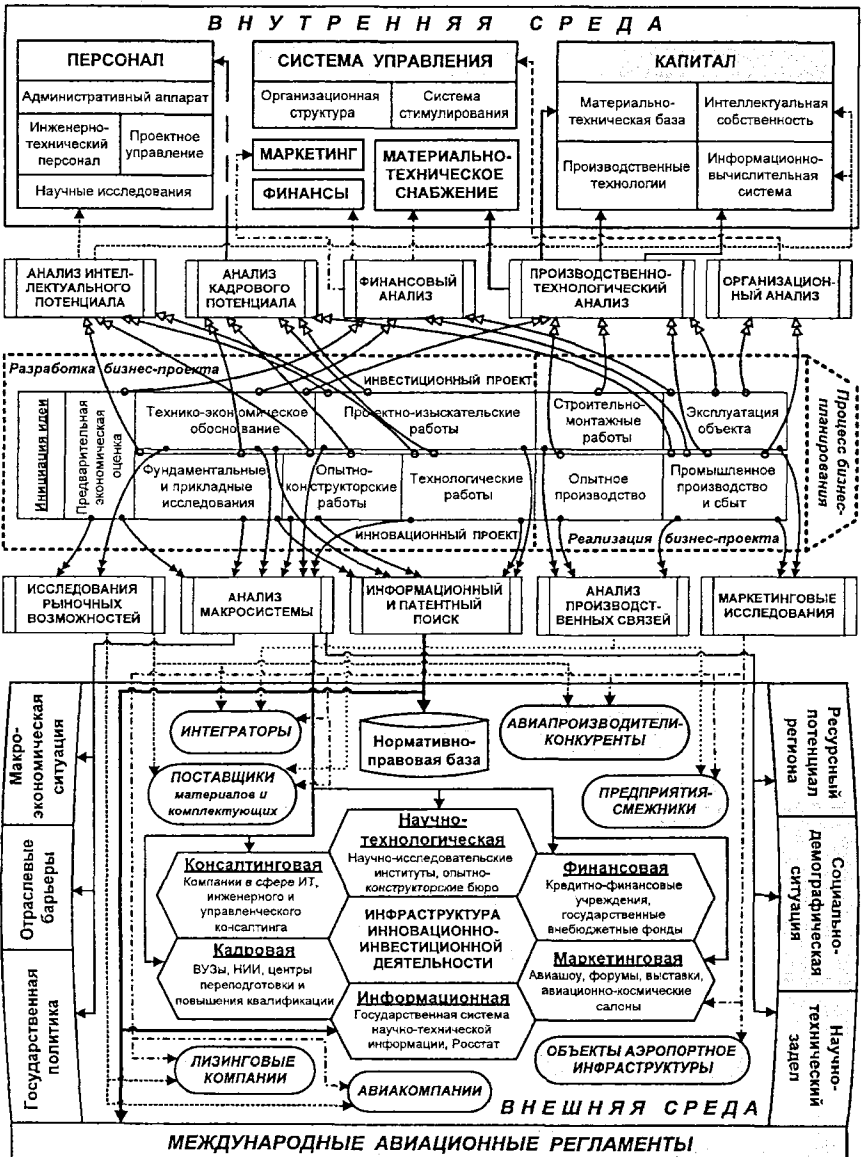 ВНУТРЕННЯЯ СРЕДА
ПЕРСОНАЛ
Административный аппарат
Инженерно-
технический
персонал
Проектное
управление
Научные исследования
СИСТЕМА УПРАВЛЕНИЯ
Организационная
структура
Система
стимулирования
МАРКЕТИНГ
ФИНАНСЫ
МАТЕРИАЛЬНО-
ТЕХНИЧЕСКОЕ
СНАБЖЕНИЕ
КАПИТАЛ
Материально-
техническая база
Интеллектуальная
собственность
Производственные
технологии
Информационно-
вычислительная
система
АНАЛИЗ ИНТЕЛ-
ЛЕКТУАЛЬНОГО
ПОТЕНЦИАЛА
АНАЛИЗ
КАДРОВОГО
ПОТЕНЦИАЛА
ФИНАНСОВЫЙ
АНАЛИЗ
ПРОИЗВОДСТВЕННО-
ТЕХНОЛОГИЧЕСКИЙ
АНАЛИЗ
ОРГАНИЗАЦИОН-
НЫЙ АНАЛИЗ
Разработка бизнес-проекта
ИНВЕСТИЦИОННЫЙ ПРОЕКТ
Инициация идеи
Предварительная
экономическая
оценка
Технико-экономическое
обоснование
Проектно-изыскательские
работы
Строительно-
монтажные
работы
Эксплуатация
объекта
Фундаментальные
и прикладные
исследования
Опытно-
конструкторские
работы
Технологические
работы
Опытное
производство
Промышленное
производство
и сбыт
ИННОВАЦИОННЫЙ ПРОЕКТ
Реализация бизнес-проекта
Процесс бизнес-
планирования
ИССЛЕДОВАНИЯ
РЫНОЧНЫХ
ВОЗМОЖНОСТЕЙ
АНАЛИЗ
МАКРОСИСТЕМЫ
ИНФОРМАЦИОННЫЙ
И ПАТЕНТНЫЙ
ПОИСК
АНАЛИЗ
ПРОИЗВОДСТ-
ВЕННЫХ СВЯЗЕЙ
МАРКЕТИНГОВЫЕ
ИССЛЕДОВАНИЯ
Макро-
экономическая
ситуация
Отраслевые
барьеры
Государственная
политика
ИНТЕГРАТОРЫ
ПОСТАВЩИКИ
материалов и
комплектующих
Нормативно-
правовая база
АВИАПРОИЗВОДИТЕЛИ-
КОНКУРЕНТЫ
ПРЕДПРИЯТИЯ-
СМЕЖНИКИ
Ресурсный
потенциал
региона
Социально-
демографическая
ситуация
Научно-
технический
задел
Научно-
технологическая
Научно-исследовательские
институты, опытно-
конструкторские бюро
Консалтинговая
Компании в сфере ИТ,
инженерного и
управленческого
консалтинга
Финансовая
Кредитно-финансовые
учреждения,
государственные
внебюджетные фонды
ИНФРАСТРУКТУРА
ИННОВАЦИОННО-
ИНВЕСТИЦИОННОЙ
ДЕЯТЕЛЬНОСТИ
Кадровая
ВУЗы, НИИ, центры
переподготовки и
повышения квалификации
Маркетинговая
Авиашоу, форумы, выставки,
авиационно-космические
салоны
Информационная
Государственная система
научно-технической
информации, Росстат
ЛИЗИНГОВЫЕ
КОМПАНИИ
АВИАКОМПАНИИ
ОБЪЕКТЫ АЭРОПОРТНОЕ
ИНФРАСТРУКТУРЫ
ВНЕШНЯЯ СРЕДА
МЕЖДУНАРОДНЫЕ АВИАЦИОННЫЕ РЕГЛАМЕНТЫ